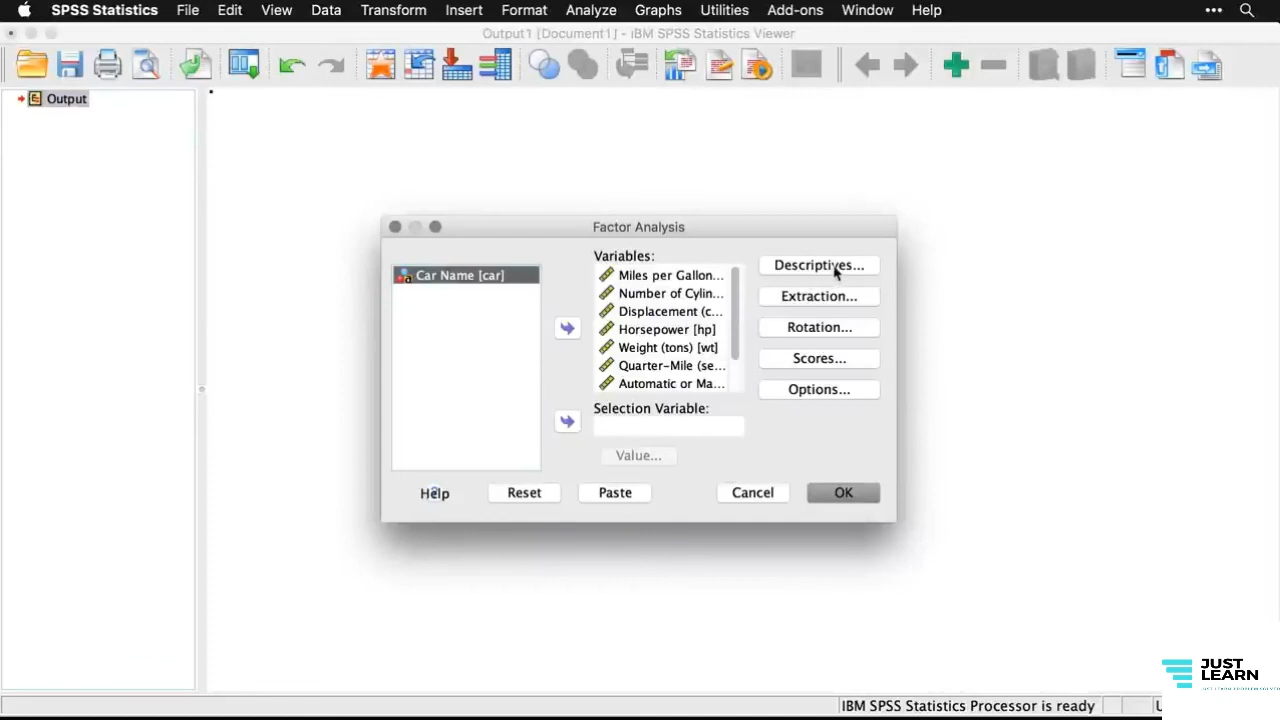 SPSS Statistics File Edit View Data Transform Insert Format Analyze Graphs Utilities Add-ons Window Help
Output1 [Document1] - IBM SPSS Statistics Viewer
Output
Factor Analysis
Car Name [car]
Variables:
Miles per Gallon...
Number of Cylin...
Displacement (c...
Horsepower [hp]
Weight (tons) [wt]
Quarter-Mile (se...
Automatic or Ma...
Selection Variable:
Value...
Descriptives...
Extraction...
Rotation...
Scores...
Options...
Help Reset Paste Cancel OK
JUST
LEARN
IBM SPSS Statistics Processor is ready